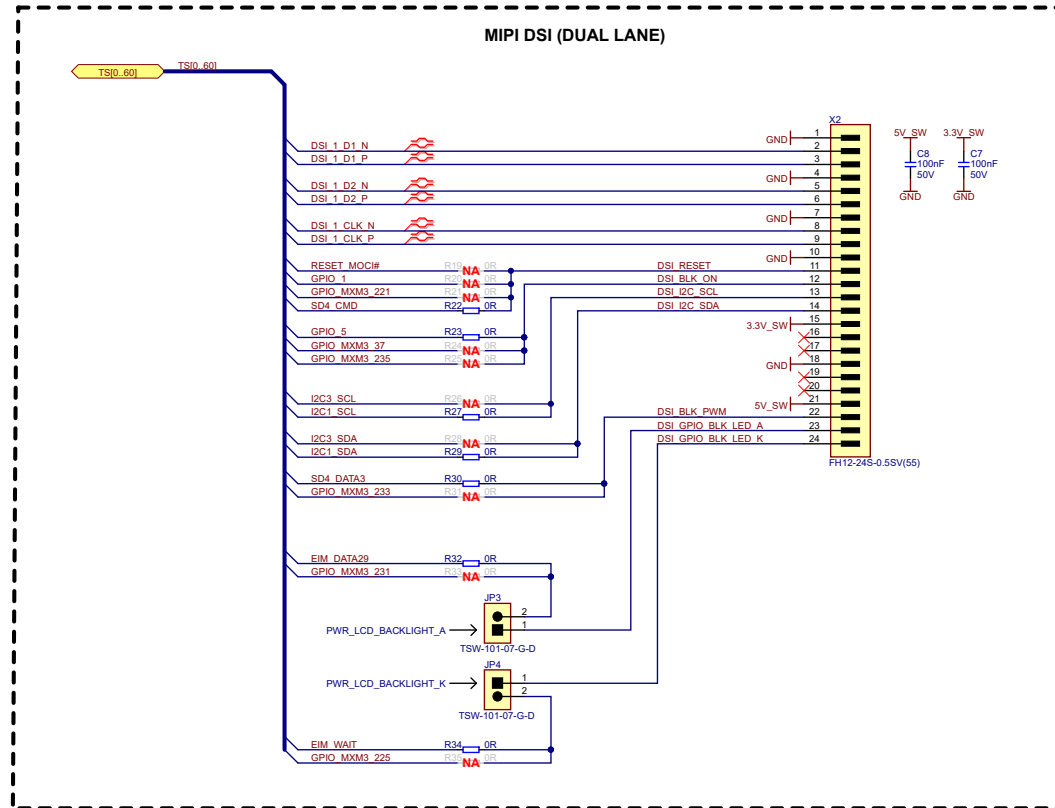 MIPI DSI (DUAL LANE)
TS[0..60] TS[0..60]
X2
GND 1
DSI_1_D1_N 2
DSI_1_D1_P 3
GND 4
DSI_1_D2_N 5
DSI_1_D2_P 6
GND 7
DSI_1_CLK_N 8
DSI_1_CLK_P 9
GND 10
RESET_MOCI# R19 NA 0R DSI_RESET 11
GPIO_1 R20 NA 0R DSI_BLK_ON 12
GPIO_MXM3_221 R21 NA 0R DSI_I2C_SCL 13
SD4_CMD R22 0R DSI_I2C_SDA 14
3.3V_SW 15
GPIO_5 R23 0R 16
GPIO_MXM3_37 R24 NA 0R 17
GPIO_MXM3_235 R25 NA 0R GND 18
19
20
I2C3_SCL R26 NA 0R 5V_SW 21
I2C1_SCL R27 0R DSI_BLK_PWM 22
DSI_GPIO_BLK_LED_A 23
I2C3_SDA R28 NA 0R DSI_GPIO_BLK_LED_K 24
I2C1_SDA R29 0R
FH12-24S-0.5SV(55)
5V_SW 3.3V_SW
C8 C7
100nF 100nF
50V 50V
GND GND
SD4_DATA3 R30 0R
GPIO_MXM3_233 R31 NA 0R
EIM_DATA29 R32 0R
GPIO_MXM3_231 R33 NA 0R
JP3
2
PWR_LCD_BACKLIGHT_A 1
TSW-101-07-G-D
JP4
PWR_LCD_BACKLIGHT_K 1
2
TSW-101-07-G-D
EIM_WAIT R34 0R
GPIO_MXM3_225 R35 NA 0R